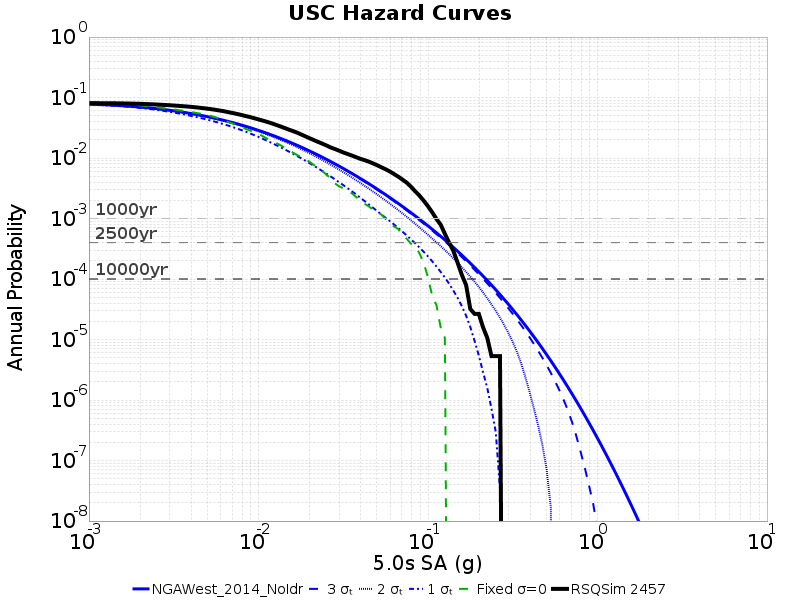 USC Hazard Curves
Annual Probability
10^0
10^-1
10^-2
10^-3
10^-4
10^-5
10^-6
10^-7
10^-8
1000yr
2500yr
10000yr
10^-3 10^-2 10^-1 10^0 10^1
5.0s SA (g)
NGAWest_2014_NoIdr 3 σₜ 2 σₜ 1 σₜ Fixed σ=0 RSQSim 2457